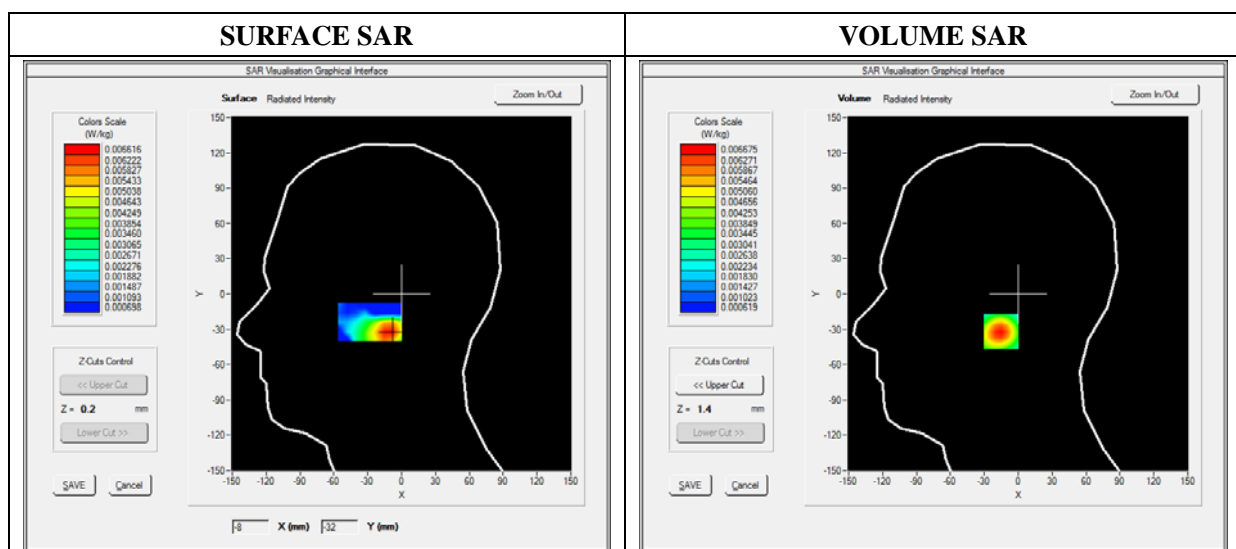 SURFACE SAR
VOLUME SAR
SAR Visualisation Graphical Interface
Surface Radiated Intensity
Zoom In/Out
Colors Scale
(W/kg)
0.006616
0.006222
0.005827
0.005433
0.005038
0.004643
0.004249
0.003854
0.003460
0.003065
0.002671
0.002276
0.001882
0.001487
0.001093
0.000698
150
120
90
60
30
0
-30
-60
-90
-120
-150
Y
-150 -120 -90 -60 -30 0 30 60 90 120 150
X
Z-Cuts Control
<< Upper Cut
Z = 0.2 mm
Lower Cut >>
SAVE Cancel
-8 X (mm) -32 Y (mm)
SAR Visualisation Graphical Interface
Volume Radiated Intensity
Zoom In/Out
Colors Scale
(W/kg)
0.006675
0.006271
0.005867
0.005464
0.005060
0.004656
0.004253
0.003849
0.003445
0.003041
0.002638
0.002234
0.001830
0.001427
0.001023
0.000619
150
120
90
60
30
0
-30
-60
-90
-120
-150
Y
-150 -120 -90 -60 -30 0 30 60 90 120 150
X
Z-Cuts Control
<< Upper Cut
Z = 1.4 mm
Lower Cut >>
SAVE Cancel